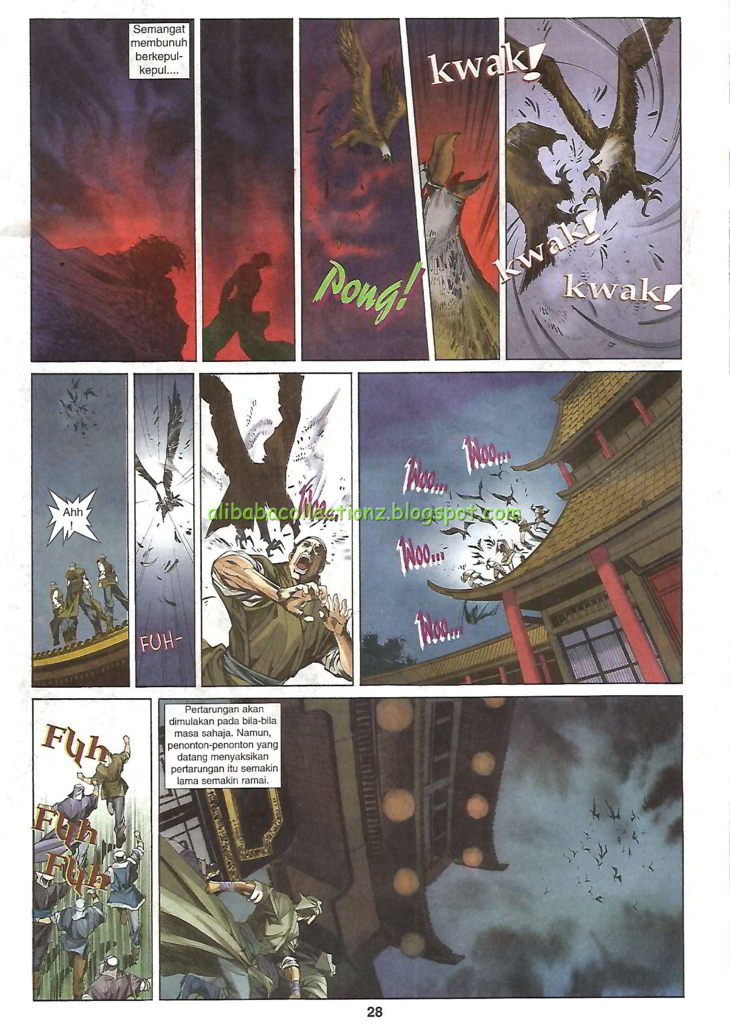 Semangat
membunuh
berkepul-
kepul....
kwak!
kwak!
kwak!
Pong!
Ahh
!
FUH-
Woo...
alibabacollectionz.blogspot.com
Woo...
Woo...
Woo...
Woo...
Fuh
Fuh
Fuh
Pertarungan akan
dimulakan pada bila-bila
masa sahaja. Namun,
penonton-penonton yang
datang menyaksikan
pertarungan itu semakin
lama semakin ramai.
28